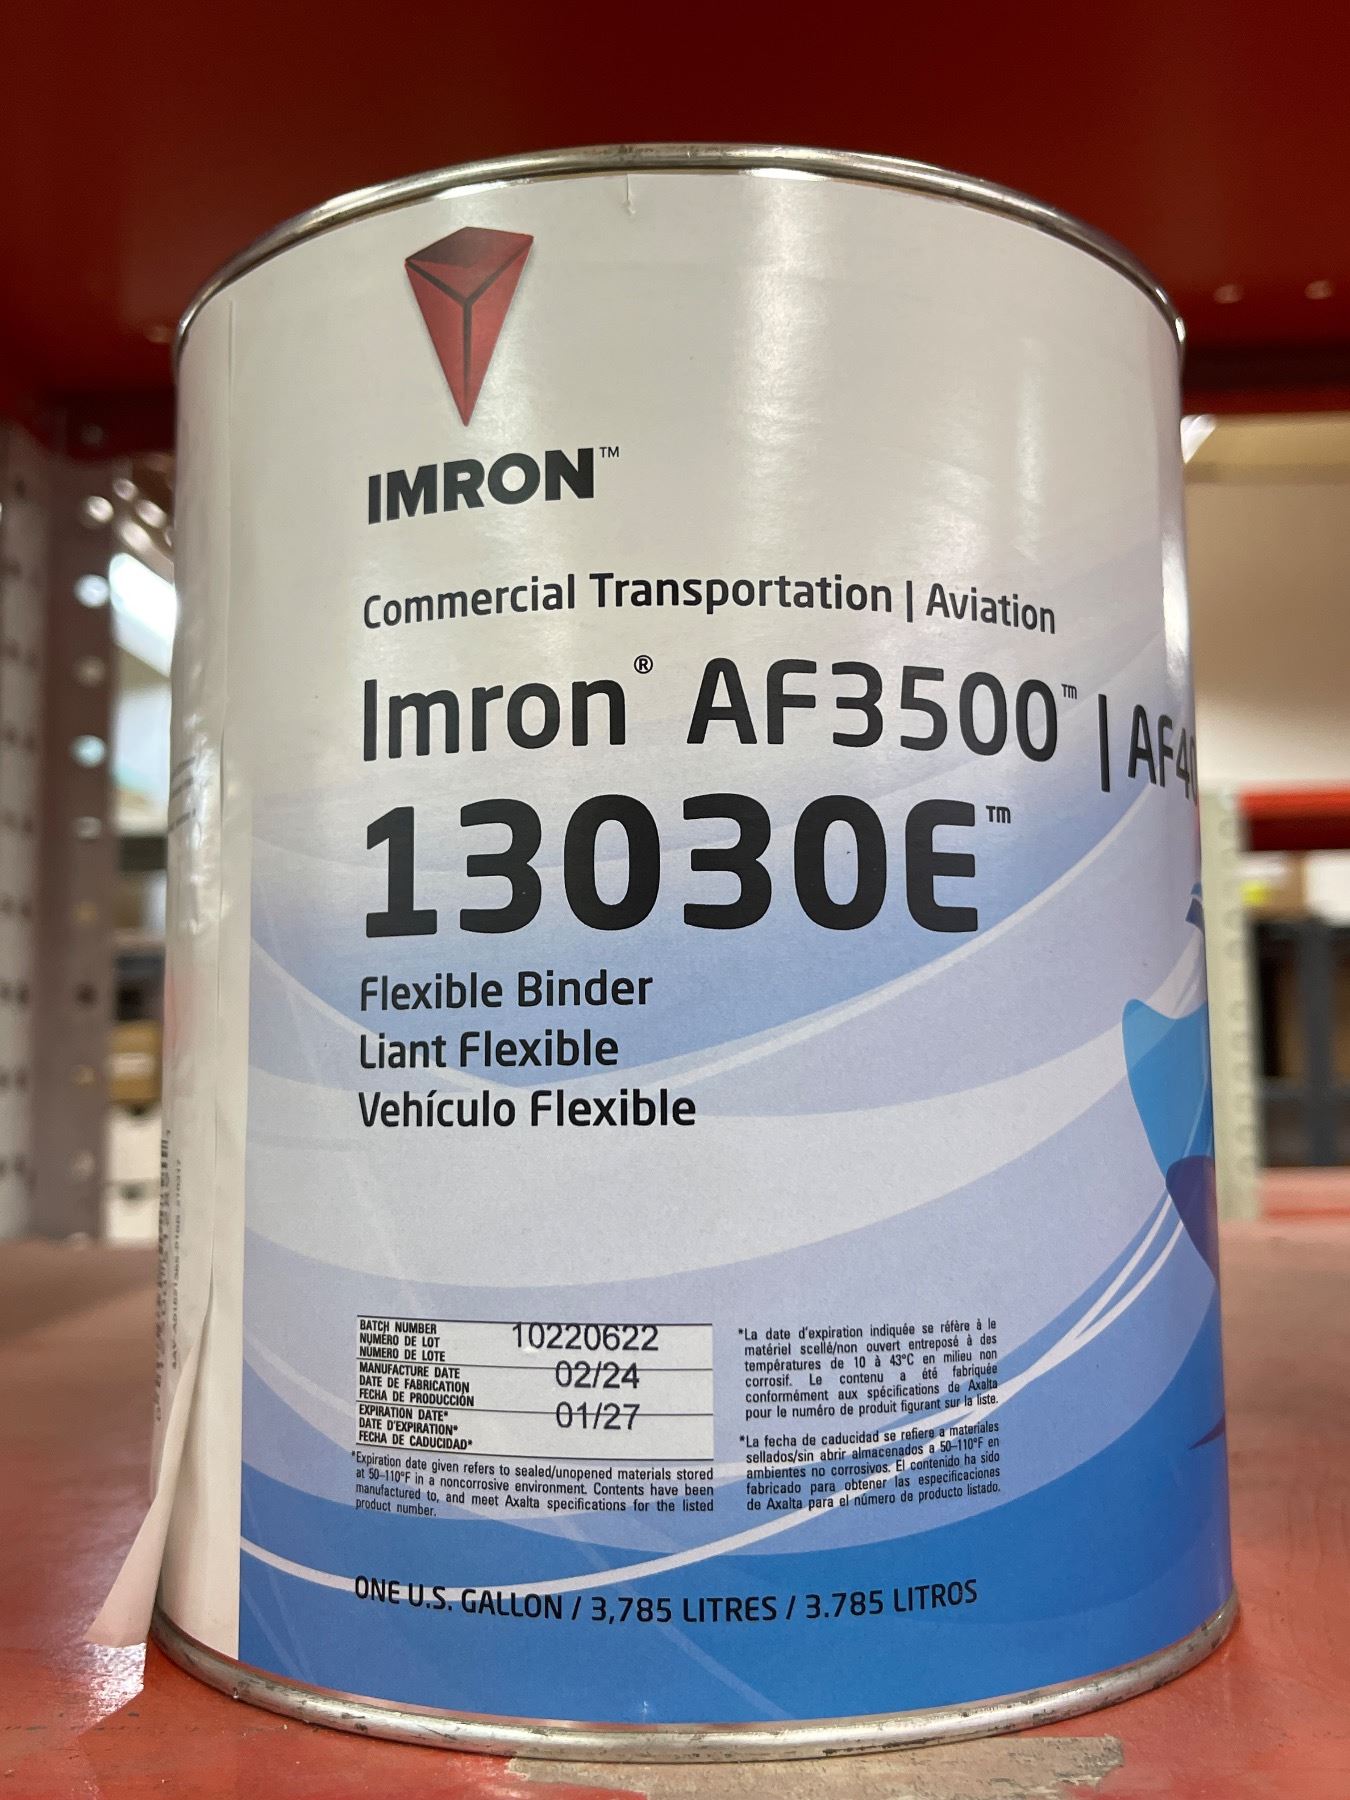 IMRON™
Commercial Transportation | Aviation
Imron® AF3500™ | AF40
13030E™
Flexible Binder
Liant Flexible
Vehículo Flexible
BATCH NUMBER
NUMÉRO DE LOT
NÚMERO DE LOTE
10220622
MANUFACTURE DATE
DATE DE FABRICATION
FECHA DE PRODUCCIÓN
02/24
EXPIRATION DATE*
DATE D'EXPIRATION*
FECHA DE CADUCIDAD*
01/27
*Expiration date given refers to sealed/unopened materials stored
at 50–110°F in a noncorrosive environment. Contents have been
manufactured to, and meet Axalta specifications for the listed
product number.
*La date d'expiration indiquée se réfère à le
matériel scellé/non ouvert entreposé à des
températures de 10 à 43°C en milieu non
corrosif. Le contenu a été fabriquée
conformément aux spécifications de Axalta
pour le numéro de produit figurant sur la liste.
*La fecha de caducidad se refiere a materiales
sellados/sin abrir almacenados a 50–110°F en
ambientes no corrosivos. El contenido ha sido
fabricado para obtener las especificaciones
de Axalta para el número de producto listado.
ONE U.S. GALLON / 3,785 LITRES / 3.785 LITROS